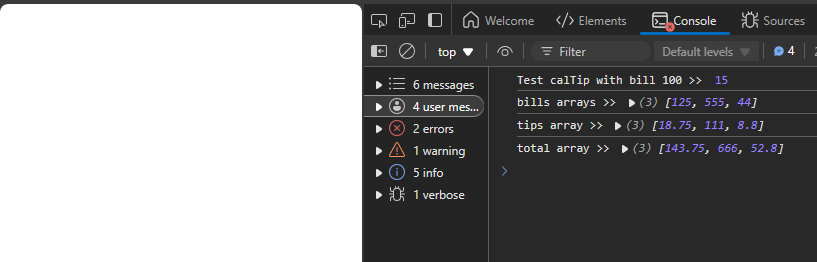 Welcome Elements Console Sources
top Filter Default levels 4
6 messages
4 user mes...
2 errors
1 warning
5 info
1 verbose
Test calTip with bill 100 >> 15
bills arrays >> (3) [125, 555, 44]
tips array >> (3) [18.75, 111, 8.8]
total array >> (3) [143.75, 666, 52.8]